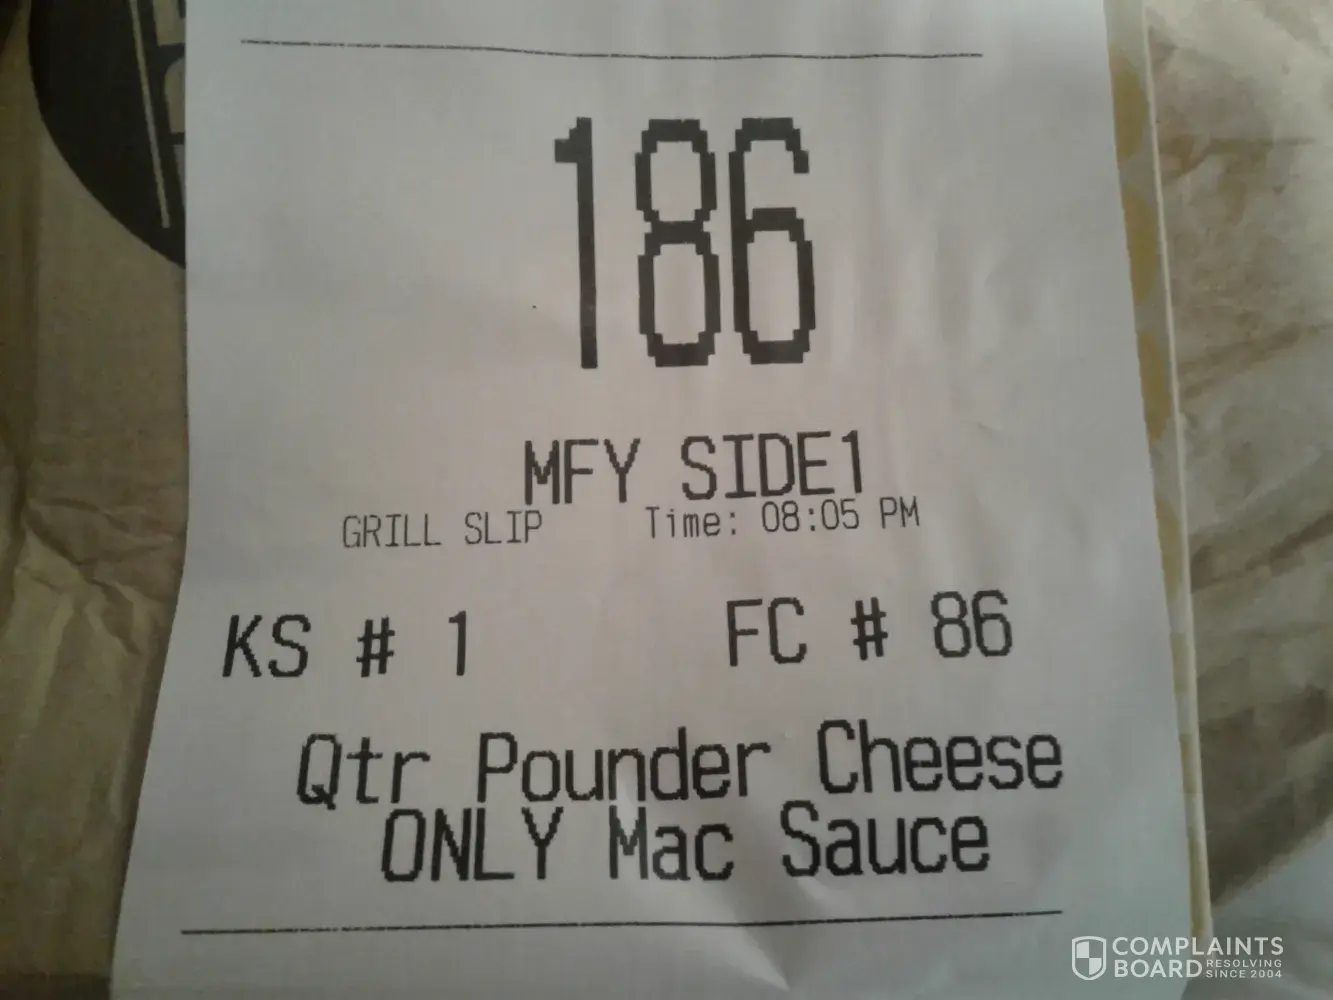 186
MFY SIDE1
GRILL SLIP Time: 08:05 PM
KS # 1 FC # 86
Qtr Pounder Cheese
ONLY Mac Sauce
COMPLAINTS
BOARD RESOLVING
SINCE 2004